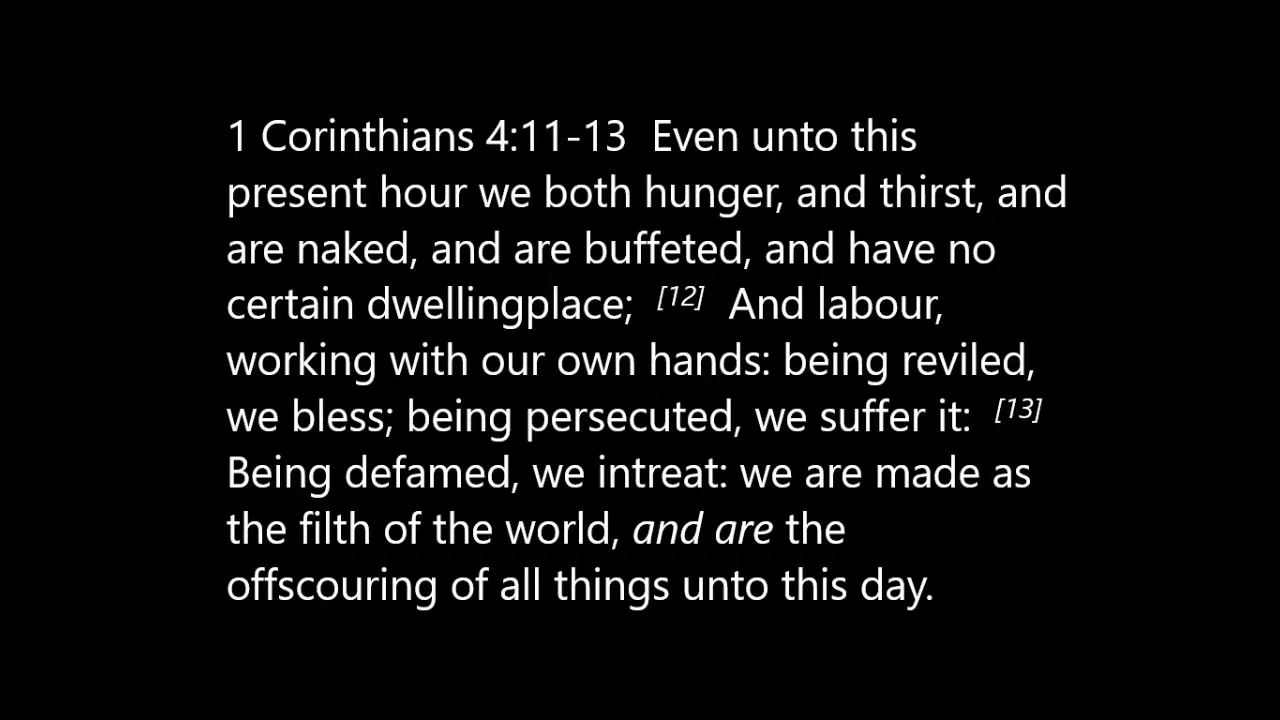 1 Corinthians 4:11-13  Even unto this
present hour we both hunger, and thirst, and
are naked, and are buffeted, and have no
certain dwellingplace;  [12]  And labour,
working with our own hands: being reviled,
we bless; being persecuted, we suffer it:  [13]
Being defamed, we intreat: we are made as
the filth of the world, and are the
offscouring of all things unto this day.